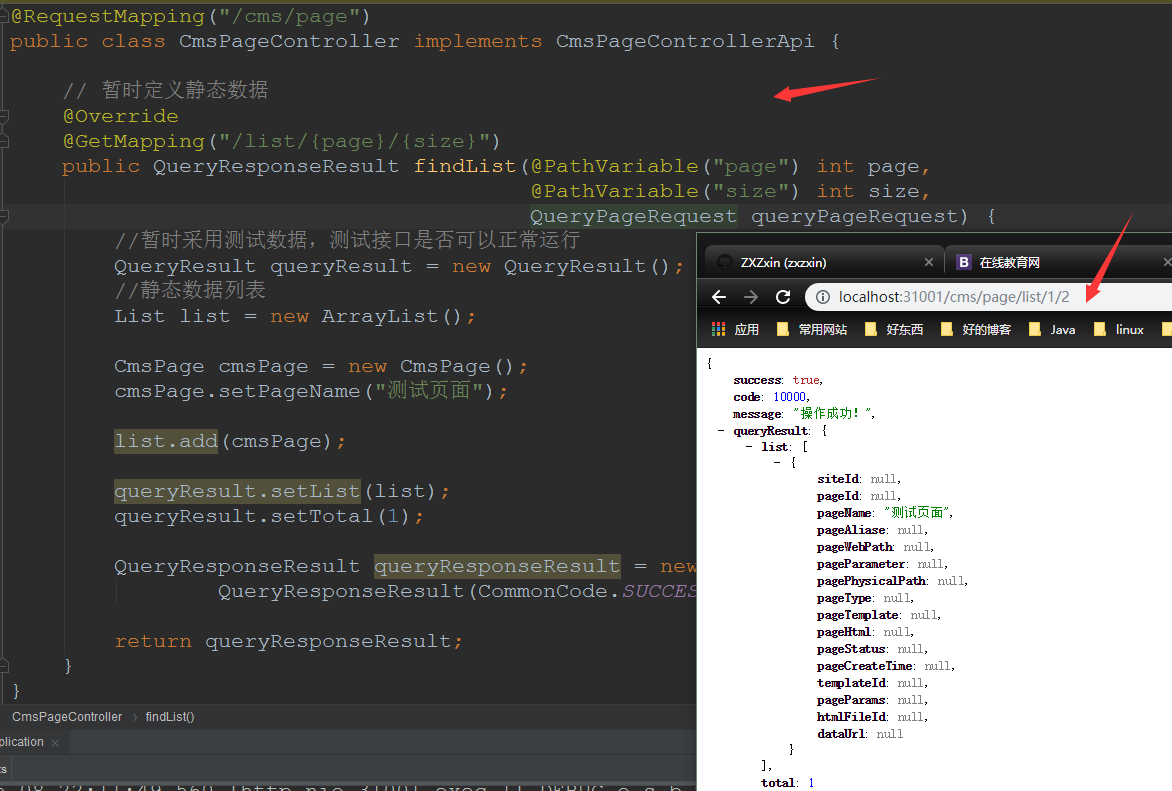 @RequestMapping("/cms/page")
public class CmsPageController implements CmsPageControllerApi {
// 暂时定义静态数据
@Override
@GetMapping("/list/{page}/{size}")
public QueryResponseResult findList(@PathVariable("page") int page,
@PathVariable("size") int size,
QueryPageRequest queryPageRequest) {
//暂时采用测试数据，测试接口是否可以正常运行
QueryResult queryResult = new QueryResult();
//静态数据列表
List list = new ArrayList();
CmsPage cmsPage = new CmsPage();
cmsPage.setPageName("测试页面");
list.add(cmsPage);
queryResult.setList(list);
queryResult.setTotal(1);
QueryResponseResult queryResponseResult = new
QueryResponseResult(CommonCode.SUCCES
return queryResponseResult;
}
}
CmsPageController › findList()
plication
ZXZxin (zxzxin)
B 在线教育网
localhost:31001/cms/page/list/1/2
应用 常用网站 好东西 好的博客 Java linux
{
success: true,
code: 10000,
message: "操作成功！",
- queryResult: {
- list: [
- {
siteId: null,
pageId: null,
pageName: "测试页面",
pageAliase: null,
pageWebPath: null,
pageParameter: null,
pagePhysicalPath: null,
pageType: null,
pageTemplate: null,
pageHtml: null,
pageStatus: null,
pageCreateTime: null,
templateId: null,
pageParams: null,
htmlFileId: null,
dataUrl: null
}
],
total: 1